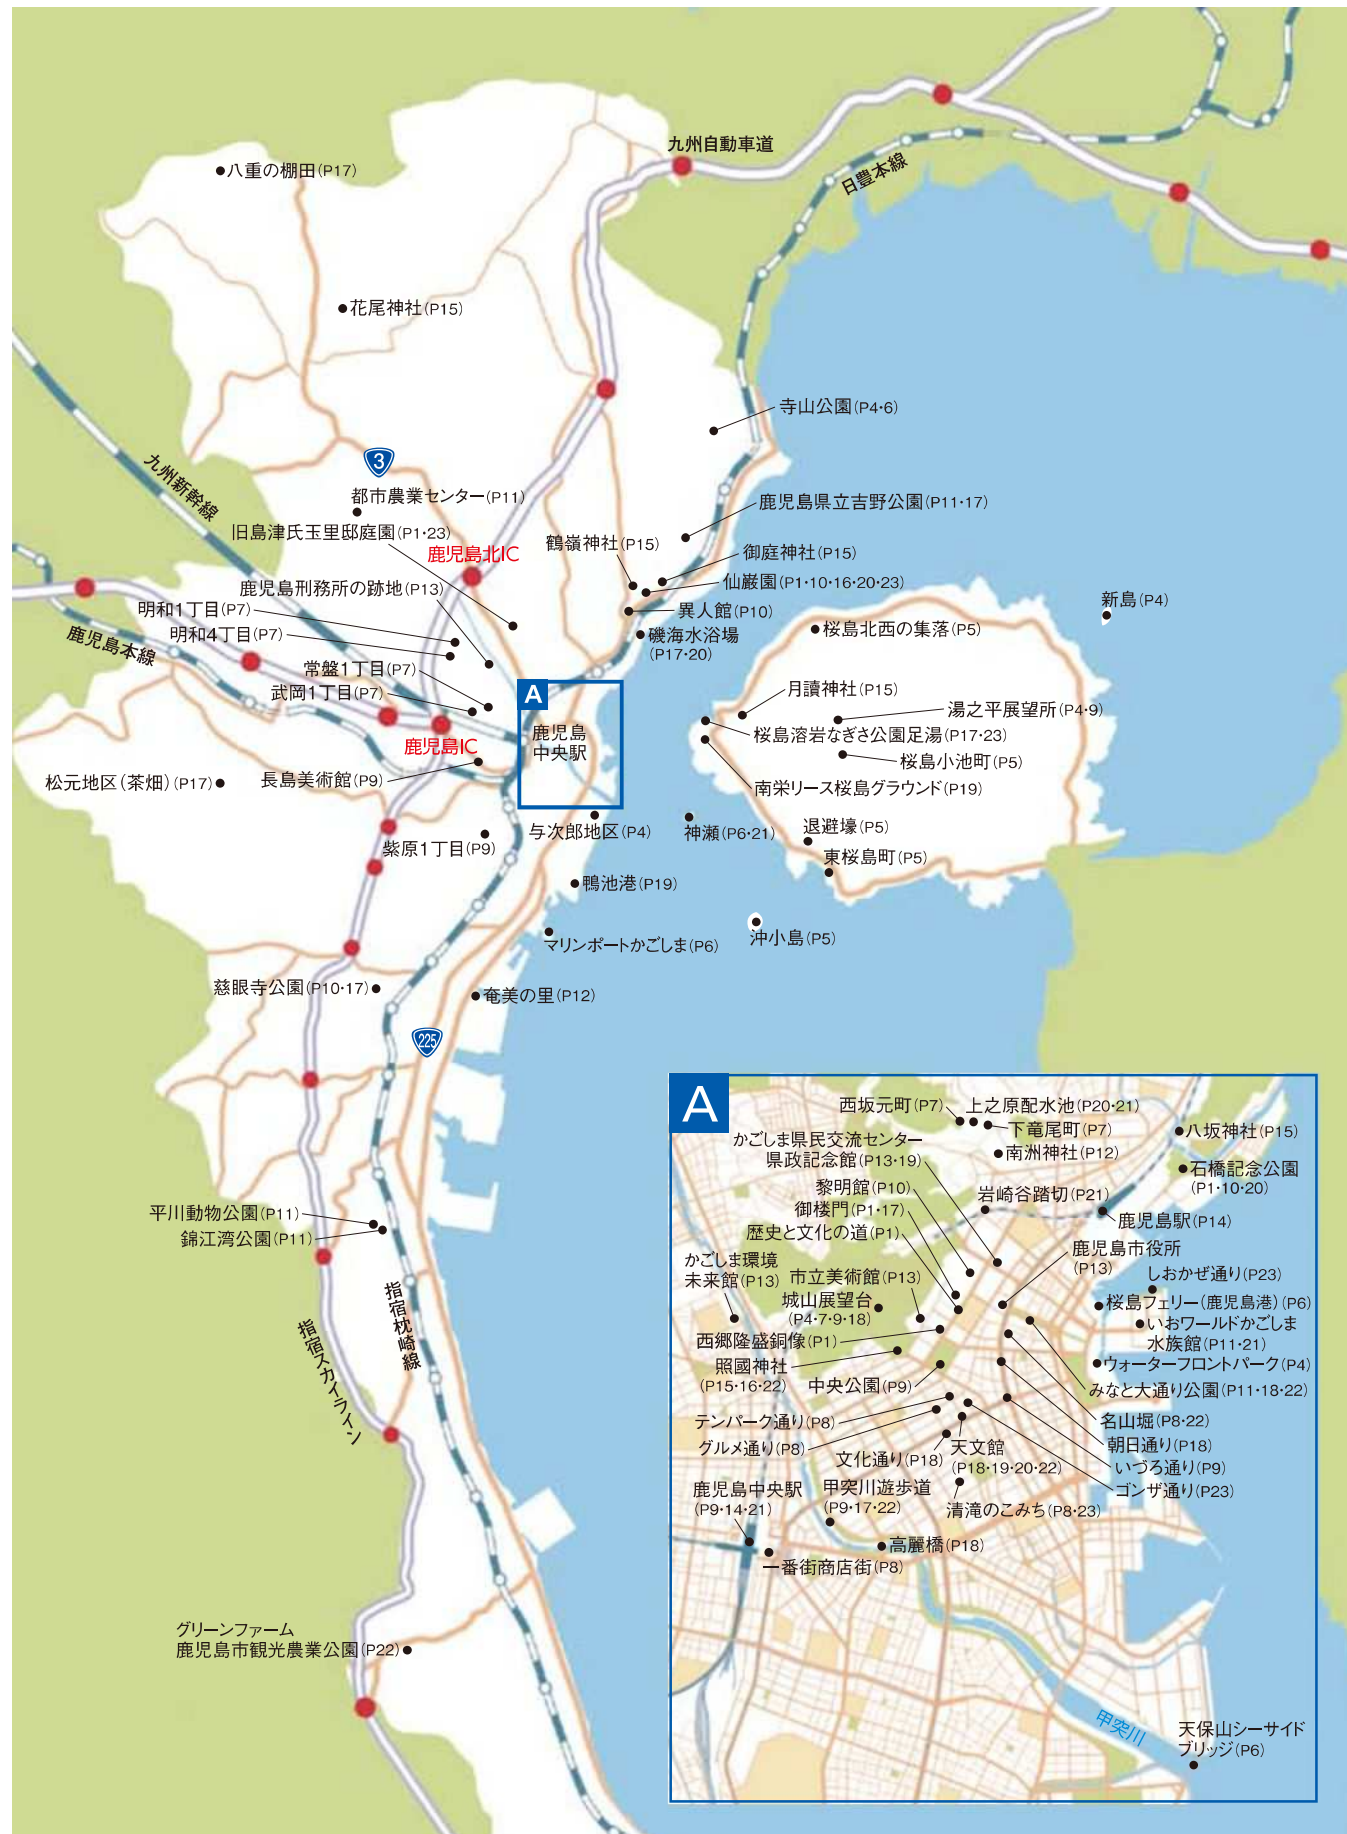 九州自動車道
日豊本線
八重の棚田(P17)
花尾神社(P15)
寺山公園(P4・6)
九州新幹線
3
都市農業センター(P11)
旧島津氏玉里邸庭園(P1・23)
鹿児島北IC
鹿児島刑務所の跡地(P13)
明和1丁目(P7)
明和4丁目(P7)
鹿児島本線
常盤1丁目(P7)
武岡1丁目(P7)
鹿児島IC
長島美術館(P9)
松元地区(茶畑)(P17)
紫原1丁目(P9)
鹿児島県立吉野公園(P11・17)
鶴嶺神社(P15)
御庭神社(P15)
仙巌園(P1・10・16・20・23)
異人館(P10)
磯海水浴場
(P17・20)
A
鹿児島
中央駅
与次郎地区(P4)
神瀬(P6・21)
鴨池港(P19)
マリンポートかごしま(P6)
沖小島(P5)
新島(P4)
桜島北西の集落(P5)
月讀神社(P15)
湯之平展望所(P4・9)
桜島溶岩なぎさ公園足湯(P17・23)
桜島小池町(P5)
南栄リース桜島グラウンド(P19)
退避壕(P5)
東桜島町(P5)
慈眼寺公園(P10・17)
奄美の里(P12)
225
平川動物公園(P11)
錦江湾公園(P11)
指宿枕崎線
指宿スカイライン
グリーンファーム
鹿児島市観光農業公園(P22)
A
西坂元町(P7)
上之原配水池(P20・21)
下竜尾町(P7)
南洲神社(P12)
八坂神社(P15)
石橋記念公園
(P1・10・20)
かごしま県民交流センター
県政記念館(P13・19)
黎明館(P10)
御楼門(P1・17)
歴史と文化の道(P1)
岩崎谷踏切(P21)
鹿児島駅(P14)
鹿児島市役所
(P13)
かごしま環境
未来館(P13)
市立美術館(P13)
城山展望台
(P4・7・9・18)
しおかぜ通り(P23)
桜島フェリー(鹿児島港)(P6)
いおワールドかごしま
水族館(P11・21)
西郷隆盛銅像(P1)
照國神社
(P15・16・22)
中央公園(P9)
ウォーターフロントパーク(P4)
みなと大通り公園(P11・18・22)
テンパーク通り(P8)
グルメ通り(P8)
文化通り(P18)
天文館
(P18・19・20・22)
名山堀(P8・22)
朝日通り(P18)
いづろ通り(P9)
ゴンザ通り(P23)
鹿児島中央駅
(P9・14・21)
甲突川遊歩道
(P9・17・22)
清滝のこみち(P8・23)
高麗橋(P18)
一番街商店街(P8)
甲突川
天保山シーサイド
ブリッジ(P6)